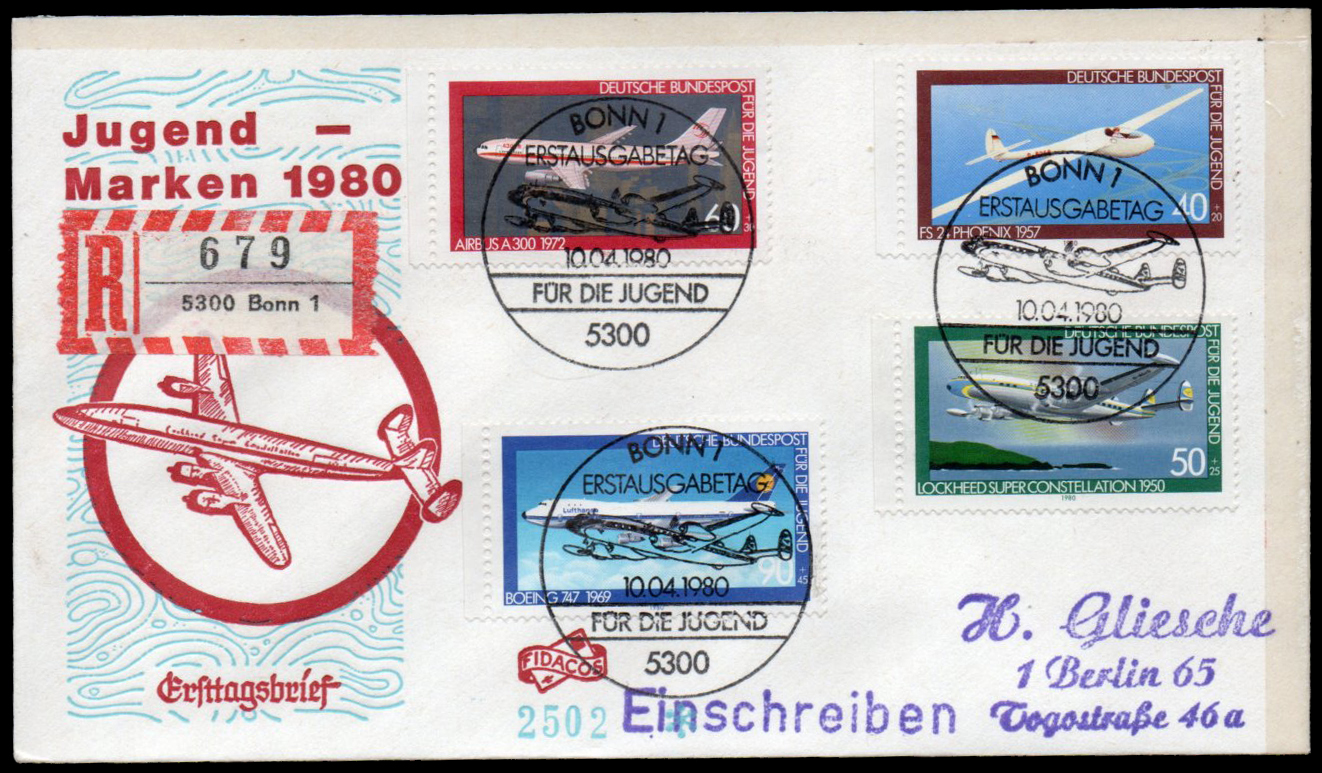 Jugend –
Marken 1980
R
679
5300 Bonn 1
Ersttagsbrief
DEUTSCHE BUNDESPOST
FÜR DIE JUGEND
60
+
30
AIRBUS A300 1972
BONN 1
ERSTAUSGABETAG
10.04.1980
FÜR DIE JUGEND
5300
DEUTSCHE BUNDESPOST
FÜR DIE JUGEND
40
+
20
FS 24 PHOENIX 1957
BONN 1
ERSTAUSGABETAG
10.04.1980
FÜR DIE JUGEND
5300
DEUTSCHE BUNDESPOST
FÜR DIE JUGEND
50
+
25
LOCKHEED SUPER CONSTELLATION 1950
1980
DEUTSCHE BUNDESPOST
FÜR DIE JUGEND
Lufthansa
90
+
45
BOEING 747 1969
BONN 1
ERSTAUSGABETAG
10.04.1980
FÜR DIE JUGEND
5300
FIDACOS
2502
Einschreiben
H. Gliesche
1 Berlin 65
Togostraße 46a